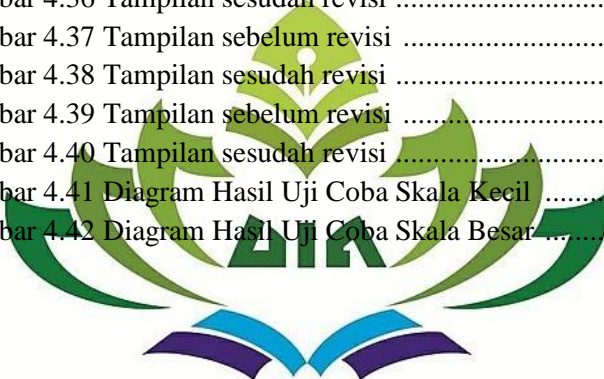 bar 4.36 Tampilan sesudah revisi ...........................
bar 4.37 Tampilan sebelum revisi ..........................
bar 4.38 Tampilan sesudah revisi ...........................
bar 4.39 Tampilan sebelum revisi ..........................
bar 4.40 Tampilan sesudah revisi ...........................
bar 4.41 Diagram Hasil Uji Coba Skala Kecil ........
bar 4.42 Diagram Hasil Uji Coba Skala Besar ........